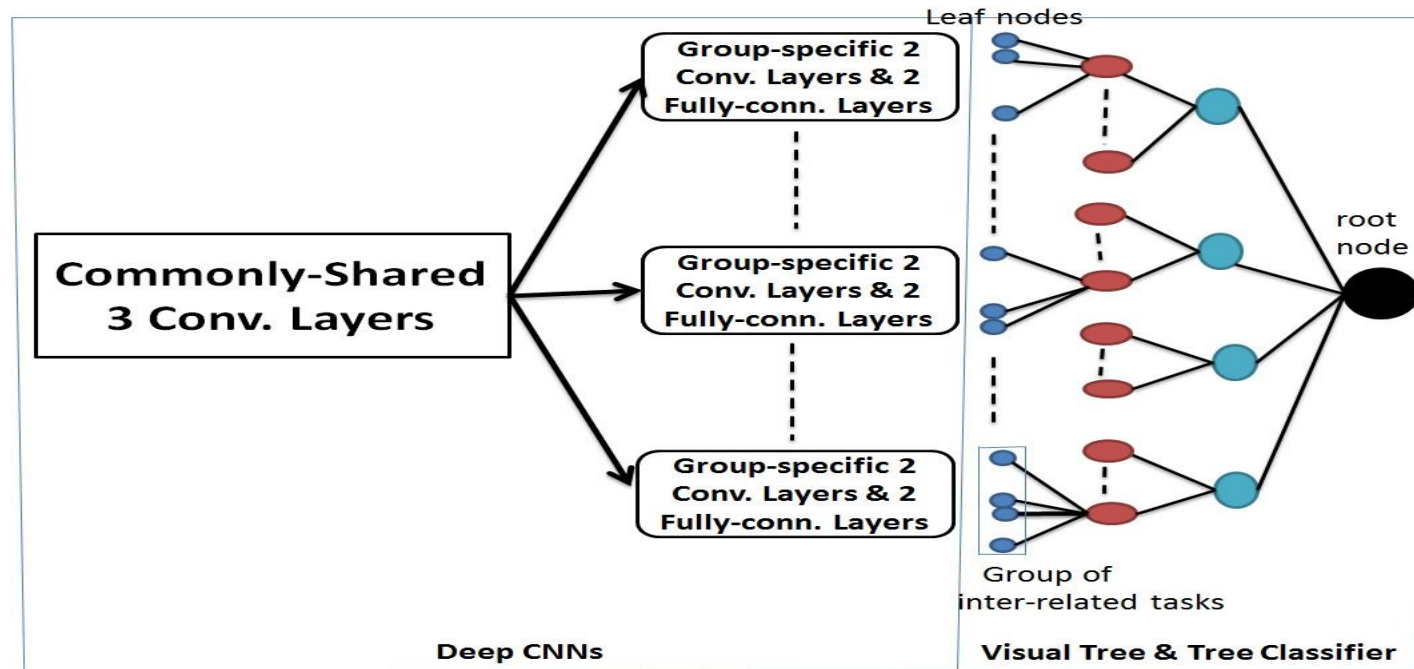 Leaf nodes
Group-specific 2
Conv. Layers & 2
Fully-conn. Layers
Commonly-Shared
3 Conv. Layers
Group-specific 2
Conv. Layers & 2
Fully-conn. Layers
root
node
Group-specific 2
Conv. Layers & 2
Fully-conn. Layers
Group of
inter-related tasks
Deep CNNs
Visual Tree & Tree Classifier